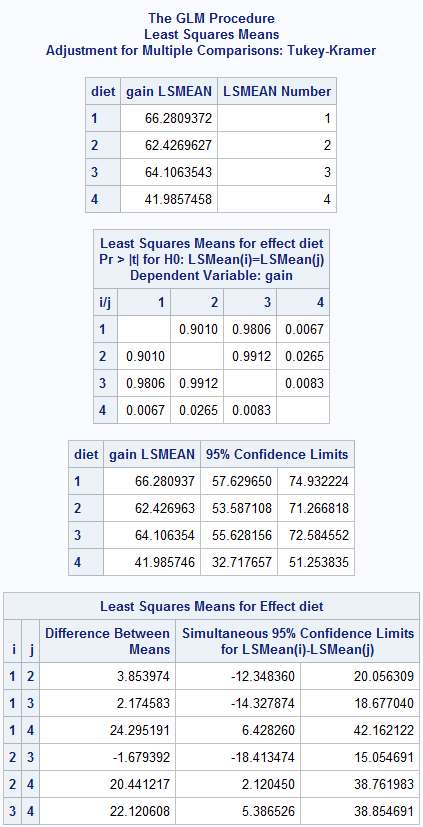 The GLM Procedure
Least Squares Means
Adjustment for Multiple Comparisons: Tukey-Kramer
diet gain LSMEAN LSMEAN Number
1 66.2809372 1
2 62.4269627 2
3 64.1063543 3
4 41.9857458 4
Least Squares Means for effect diet
Pr > |t| for H0: LSMean(i)=LSMean(j)
Dependent Variable: gain
i/j 1 2 3 4
1 0.9010 0.9806 0.0067
2 0.9010 0.9912 0.0265
3 0.9806 0.9912 0.0083
4 0.0067 0.0265 0.0083
diet gain LSMEAN 95% Confidence Limits
1 66.280937 57.629650 74.932224
2 62.426963 53.587108 71.266818
3 64.106354 55.628156 72.584552
4 41.985746 32.717657 51.253835
Least Squares Means for Effect diet
i j Difference Between Means Simultaneous 95% Confidence Limits for LSMean(i)-LSMean(j)
1 2 3.853974 -12.348360 20.056309
1 3 2.174583 -14.327874 18.677040
1 4 24.295191 6.428260 42.162122
2 3 -1.679392 -18.413474 15.054691
2 4 20.441217 2.120450 38.761983
3 4 22.120608 5.386526 38.854691